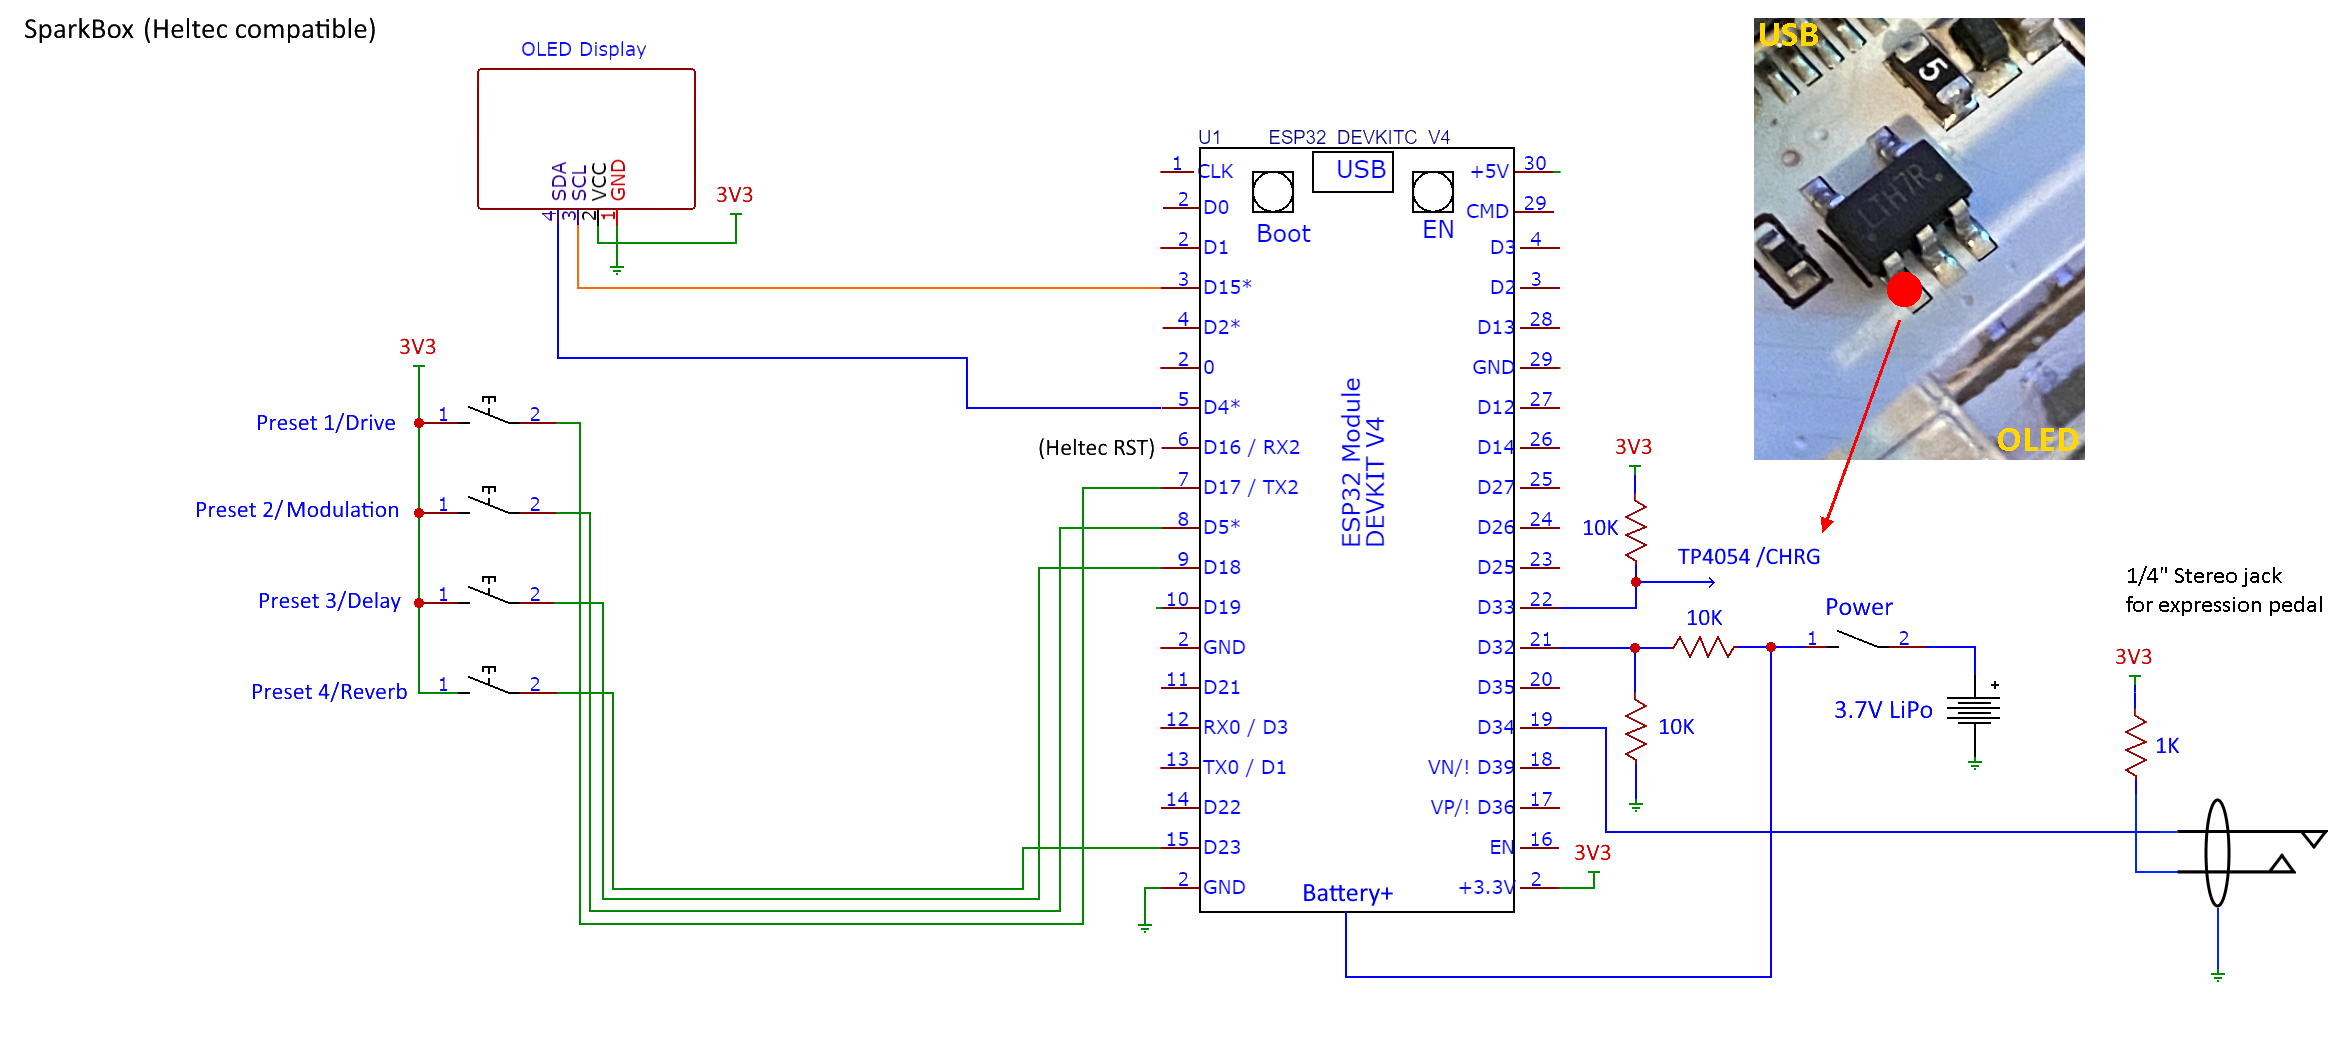 SparkBox (Heltec compatible)
OLED Display
SDA
SCL
VCC
GND
4
3
2
1
3V3
3V3
Preset 1/Drive
1
2
Preset 2/Modulation
1
2
Preset 3/Delay
1
2
Preset 4/Reverb
1
2
U1
ESP32 DEVKITC V4
USB
Boot
EN
ESP32 Module
DEVKIT V4
Battery+
(Heltec RST)
1 CLK
2 D0
2 D1
3 D15*
4 D2*
2 0
5 D4*
6 D16 / RX2
7 D17 / TX2
8 D5*
9 D18
10 D19
2 GND
11 D21
12 RX0 / D3
13 TX0 / D1
14 D22
15 D23
2 GND
+5V 30
CMD 29
D3 4
D2 3
D13 28
GND 29
D12 27
D14 26
D27 25
D26 24
D25 23
D33 22
D32 21
D35 20
D34 19
VN/! D39 18
VP/! D36 17
EN 16
+3.3V 2
3V3
3V3
10K
TP4054 /CHRG
10K
10K
Power
1
2
+
3.7V LiPo
USB
5
TH7R
OLED
1/4" Stereo jack
for expression pedal
3V3
1K